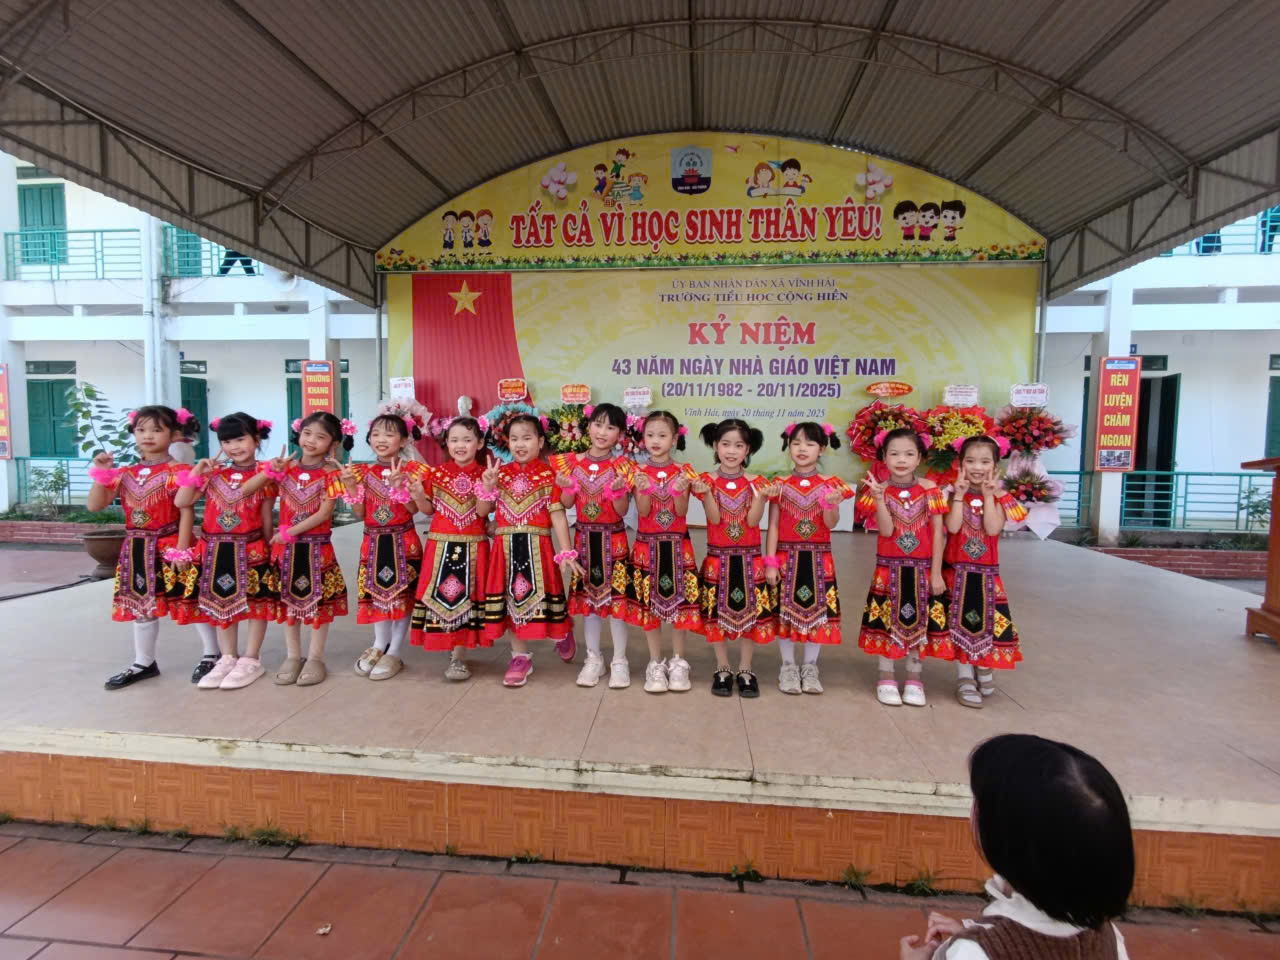 TẤT CẢ VÌ HỌC SINH THÂN YÊU!
ỦY BAN NHÂN DÂN XÃ VĨNH HẢI
TRƯỜNG TIỂU HỌC CỘNG HIỀN
KỶ NIỆM
43 NĂM NGÀY NHÀ GIÁO VIỆT NAM
(20/11/1982 - 20/11/2025)
Vĩnh Hải, ngày 20 tháng 11 năm 2025
TRƯỜNG
KHANG
TRANG
RÈN
LUYỆN
CHĂM
NGOAN